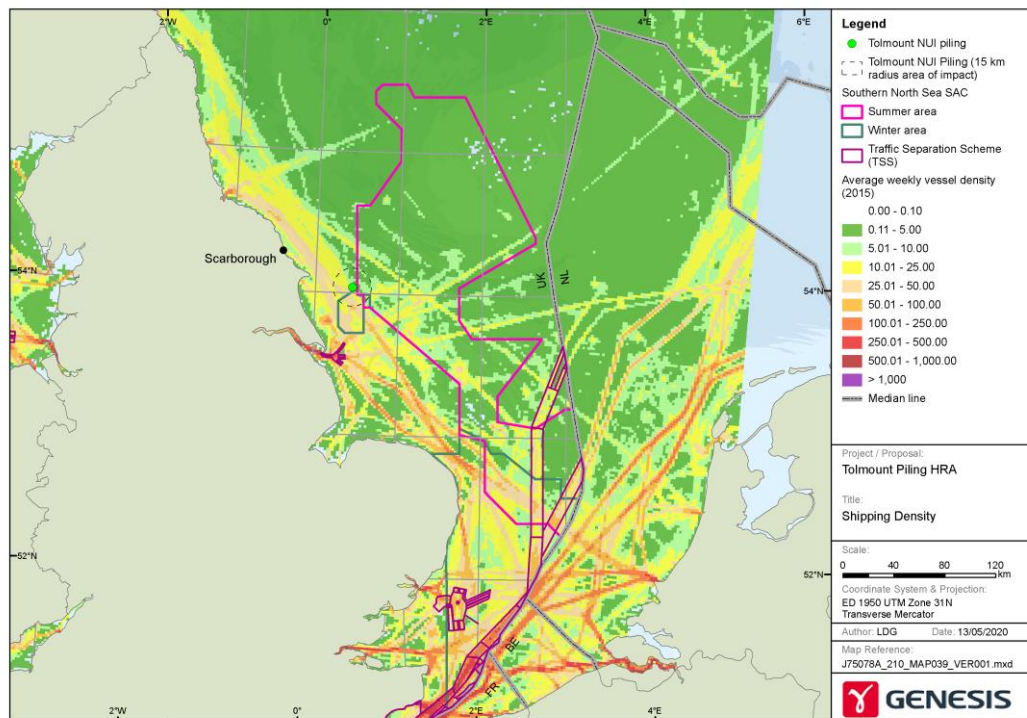 2°W
0°
2°E
4°E
6°E
Scarborough
54°N
54°N
UK
NL
52°N
52°N
BE
FR
2°W
0°
2°E
4°E
Legend
Tolmount NUI piling
Tolmount NUI Piling (15 km
radius area of impact)
Southern North Sea SAC
Summer area
Winter area
Traffic Separation Scheme
(TSS)
Average weekly vessel density
(2015)
0.00 - 0.10
0.11 - 5.00
5.01 - 10.00
10.01 - 25.00
25.01 - 50.00
50.01 - 100.00
100.01 - 250.00
250.01 - 500.00
500.01 - 1,000.00
> 1,000
Median line
Project / Proposal:
Tolmount Piling HRA
Title:
Shipping Density
Scale:
0 40 80 120
km
Coordinate System & Projection:
ED 1950 UTM Zone 31N
Transverse Mercator
Author: LDG Date: 13/05/2020
Map Reference:
J75078A_210_MAP039_VER001.mxd
GENESIS